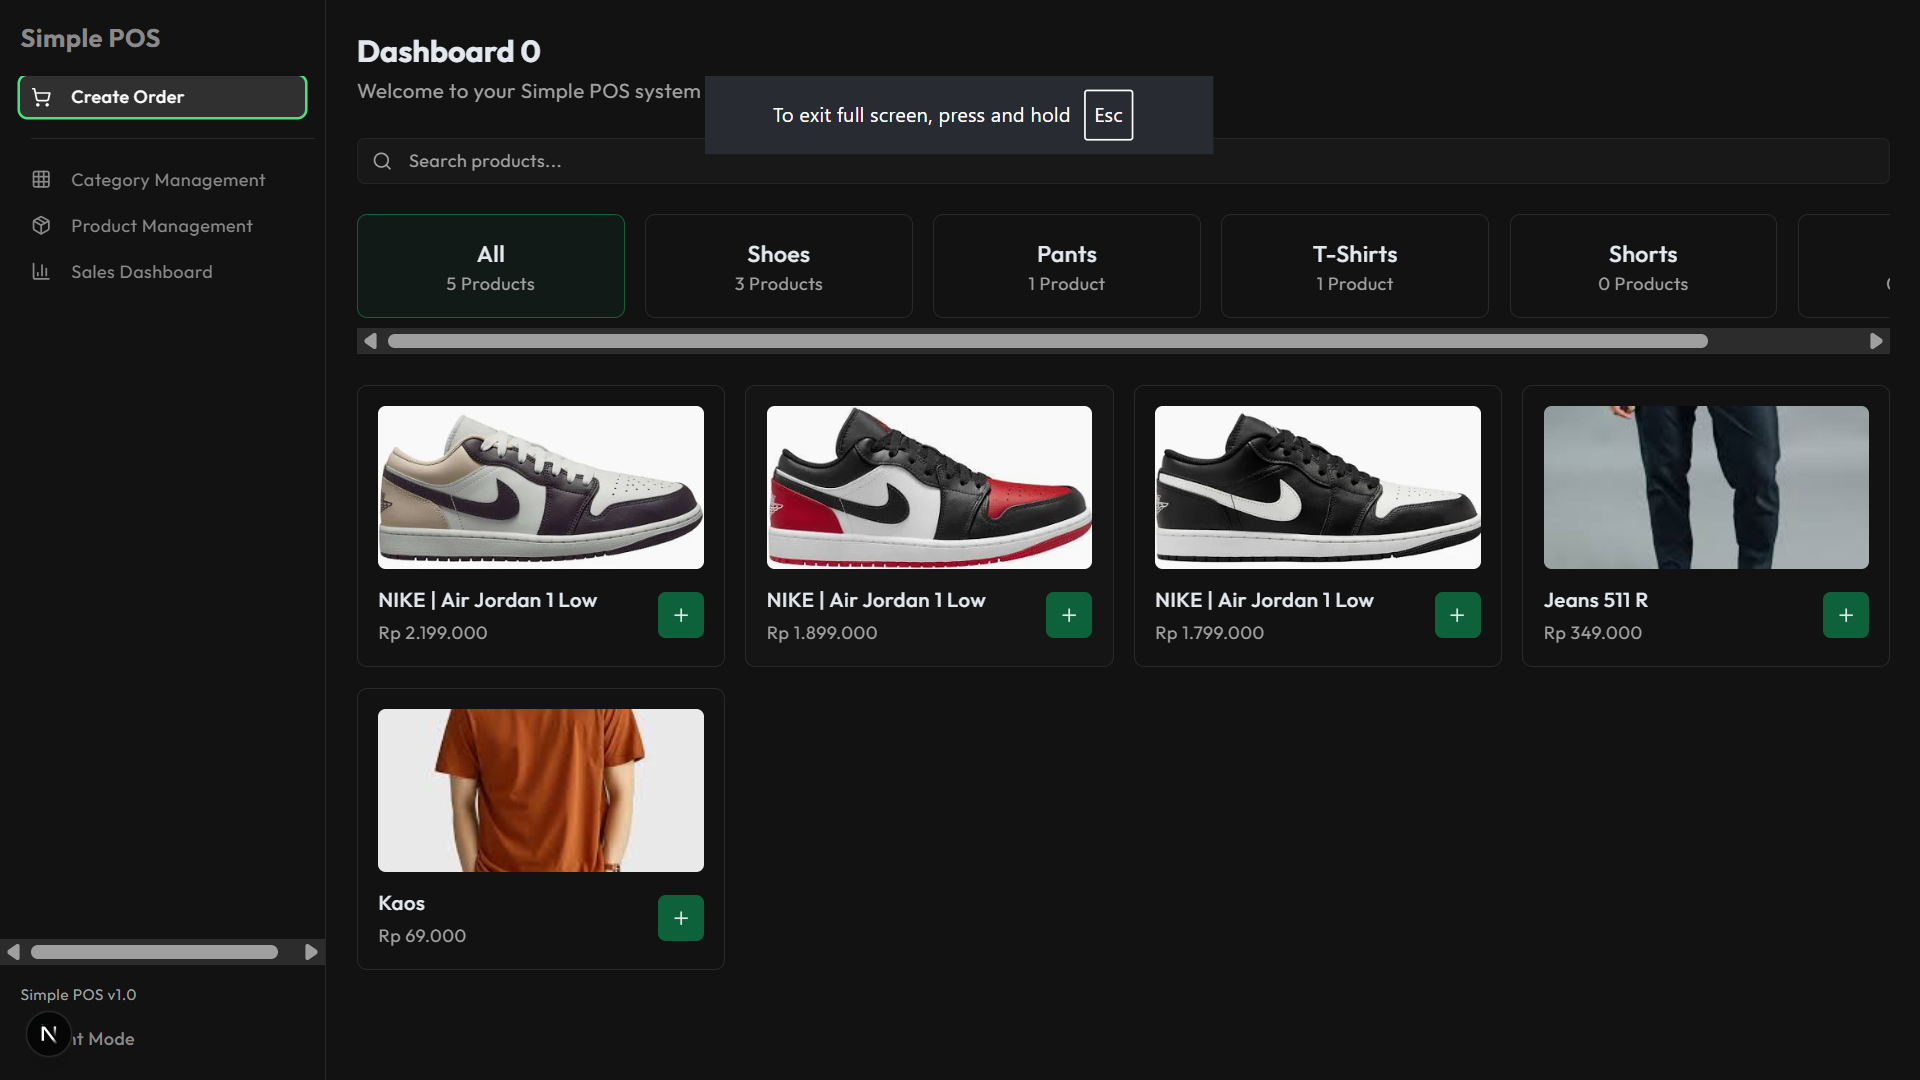 Simple POS
Create Order
Category Management
Product Management
Sales Dashboard
Simple POS v1.0
N
nt Mode
Dashboard 0
Welcome to your Simple POS system
To exit full screen, press and hold Esc
Search products...
All
5 Products
Shoes
3 Products
Pants
1 Product
T-Shirts
1 Product
Shorts
0 Products
NIKE | Air Jordan 1 Low
Rp 2.199.000
+
NIKE | Air Jordan 1 Low
Rp 1.899.000
+
NIKE | Air Jordan 1 Low
Rp 1.799.000
+
Jeans 511 R
Rp 349.000
+
Kaos
Rp 69.000
+